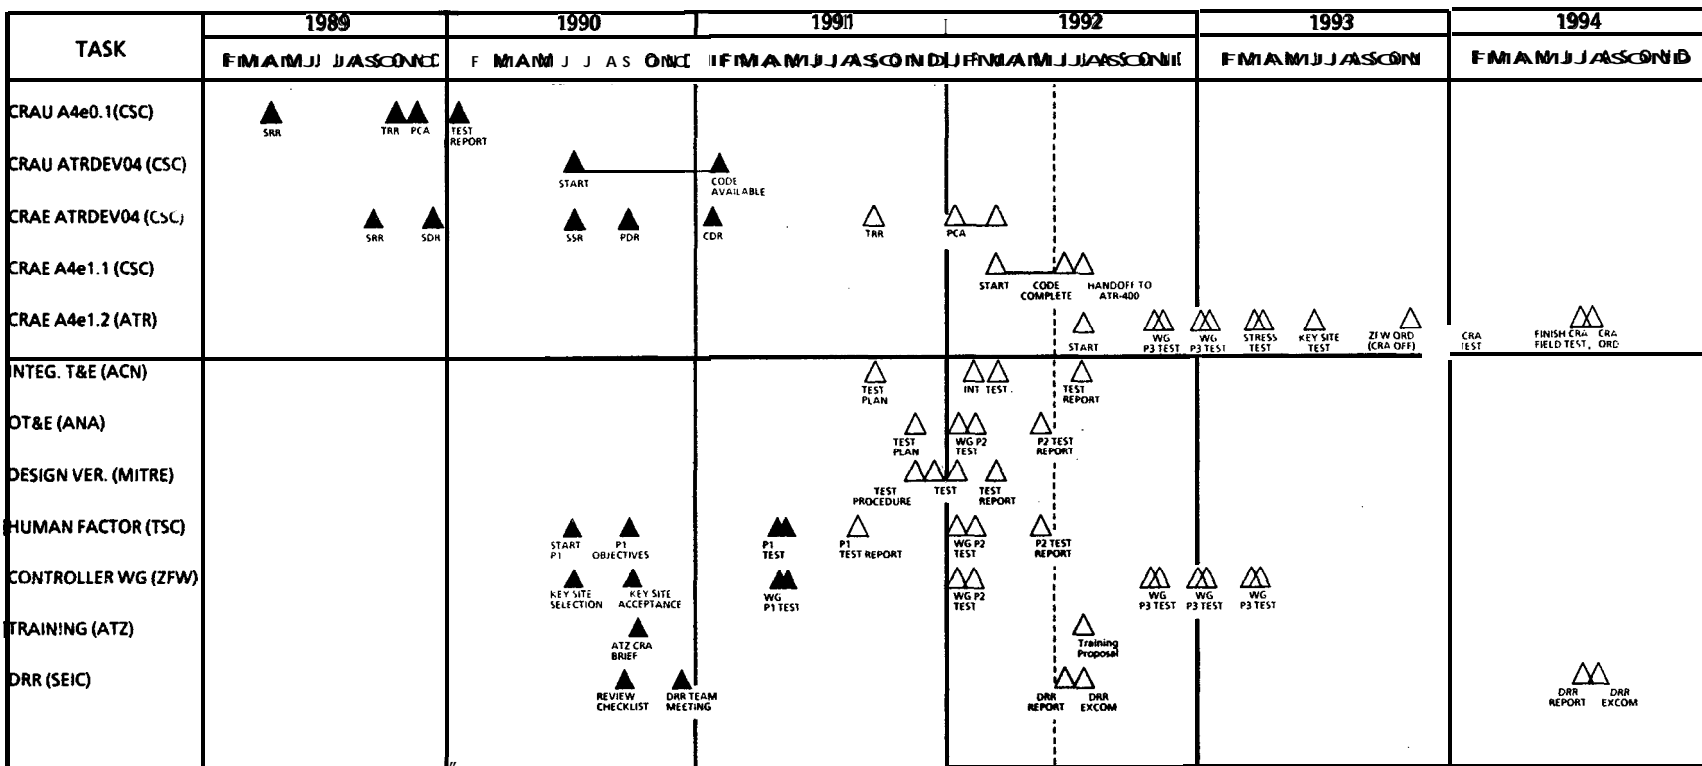 TASK
1989 1990 1991 1992 1993 1994
CRAU A4e0.1(CSC)
SRR TRR PCA TEST
REPORT
CRAU ATRDEV04 (CSC)
START CODE
AVAILABLE
CRAE ATRDEV04 (CSC)
SRR SDR SSR PDR CDR TRR PCA
CRAE A4e1.1 (CSC)
START CODE HANDOFF TO
COMPLETE ATR-400
CRAE A4e1.2 (ATR)
START WG WG STRESS KEY SITE ZFW ORD CRA FINISH CRA CRA
P3 TEST P3 TEST TEST TEST (CRA OFF) TEST FIELD TEST, ORD
INTEG. T&E (ACN)
TEST INT TEST. TEST
PLAN REPORT
OT&E (ANA)
TEST WG P2 P2 TEST
PLAN TEST REPORT
DESIGN VER. (MITRE)
TEST TEST TEST
PROCEDURE REPORT
HUMAN FACTOR (TSC)
START P1 P1 P1 WG P2 P2 TEST
P1 OBJECTIVES TEST TEST REPORT TEST REPORT
CONTROLLER WG (ZFW)
KEY SITE KEY SITE WG WG P2 WG WG WG
SELECTION ACCEPTANCE P1 TEST TEST P3 TEST P3 TEST P3 TEST
TRAINING (ATZ)
ATZ CRA Training
BRIEF Proposal
DRR (SEIC)
REVIEW DRR TEAM DRR DRR DRR DRR
CHECKLIST MEETING REPORT EXCOM REPORT EXCOM